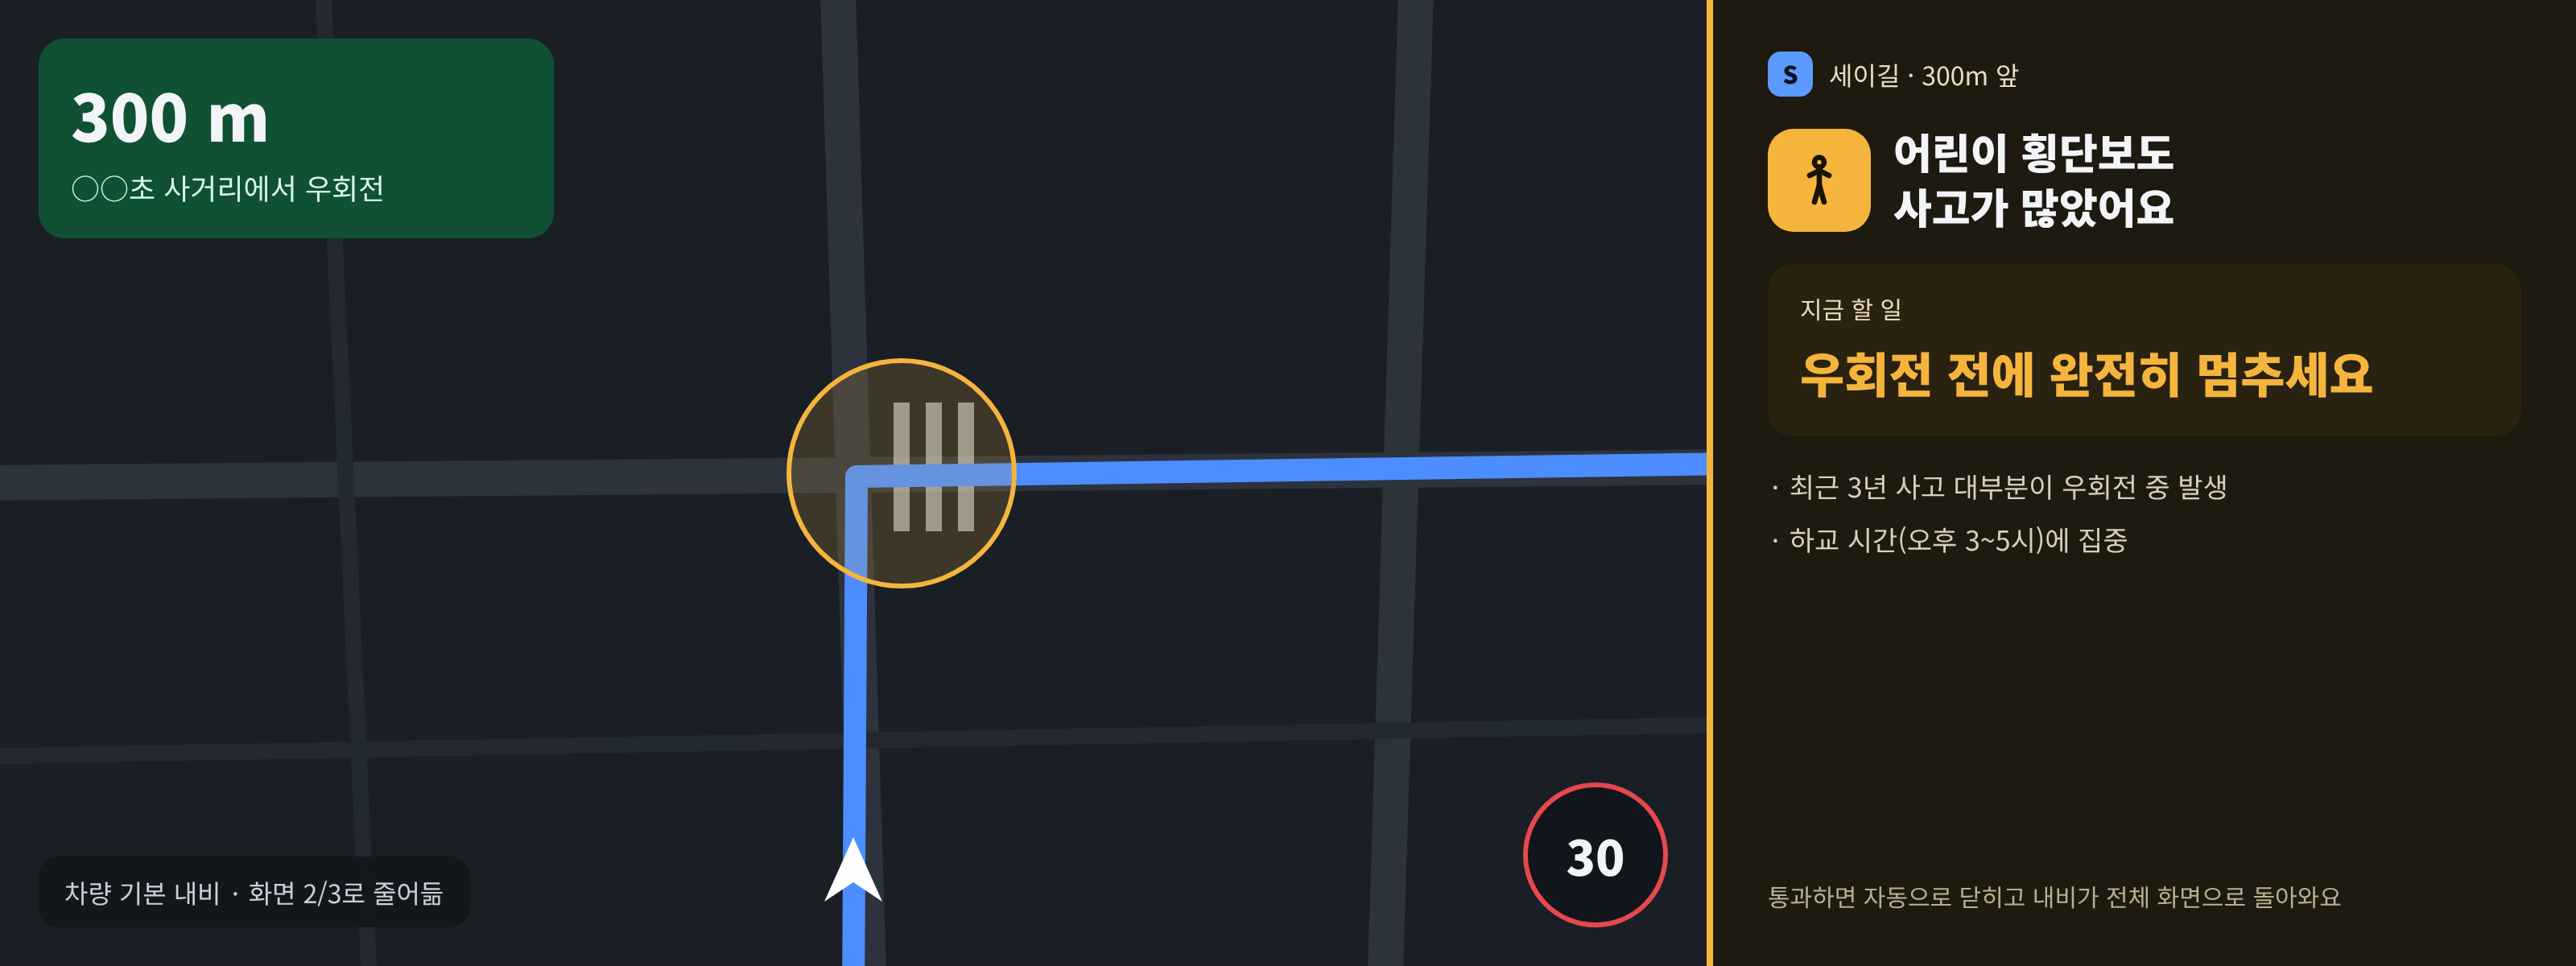 300 m
○○초 사거리에서 우회전
차량 기본 내비 · 화면 2/3로 줄어듦
30
S 세이길 · 300m 앞
어린이 횡단보도
사고가 많았어요
지금 할 일
우회전 전에 완전히 멈추세요
· 최근 3년 사고 대부분이 우회전 중 발생
· 하교 시간(오후 3~5시)에 집중
통과하면 자동으로 닫히고 내비가 전체 화면으로 돌아와요